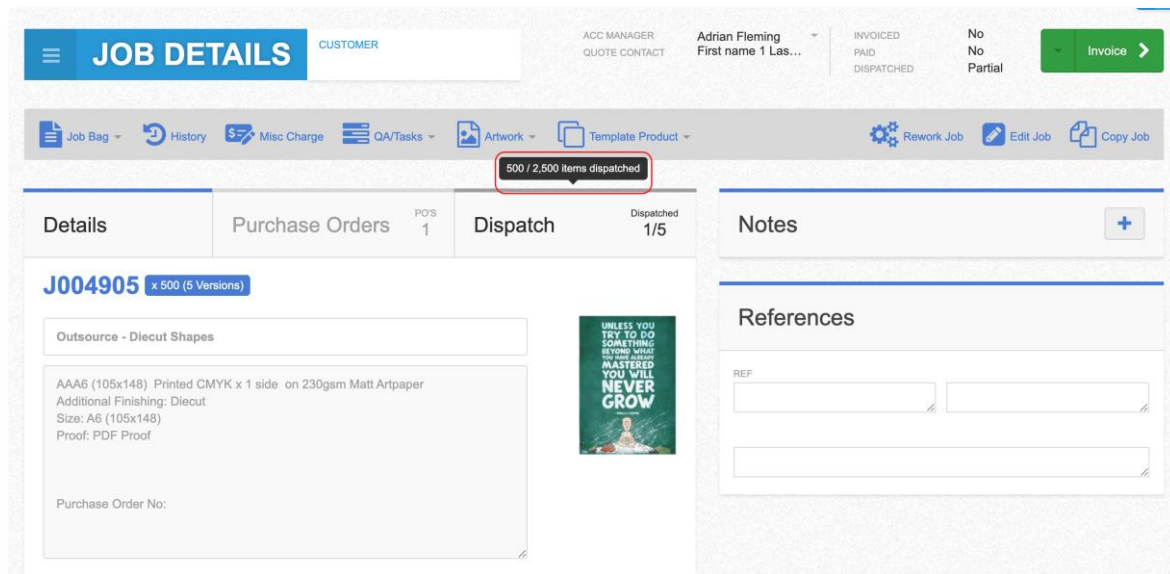 JOB DETAILS
CUSTOMER
ACC MANAGER Adrian Fleming
QUOTE CONTACT First name 1 Las...
INVOICED No
PAID No
DISPATCHED Partial
Invoice
Job Bag
History
Misc Charge
QA/Tasks
Artwork
Template Product
Rework Job
Edit Job
Copy Job
500 / 2,500 items dispatched
Details
Purchase Orders
PO'S
1
Dispatch
Dispatched
1/5
Notes
+
J004905 x 500 (5 Versions)
Outsource - Diecut Shapes
AAA6 (105x148) Printed CMYK x 1 side on 230gsm Matt Artpaper
Additional Finishing: Diecut
Size: A6 (105x148)
Proof: PDF Proof
Purchase Order No:
UNLESS YOU
TRY TO DO
SOMETHING
BEYOND WHAT
YOU HAVE ALREADY
MASTERED
YOU WILL
NEVER
GROW
References
REF